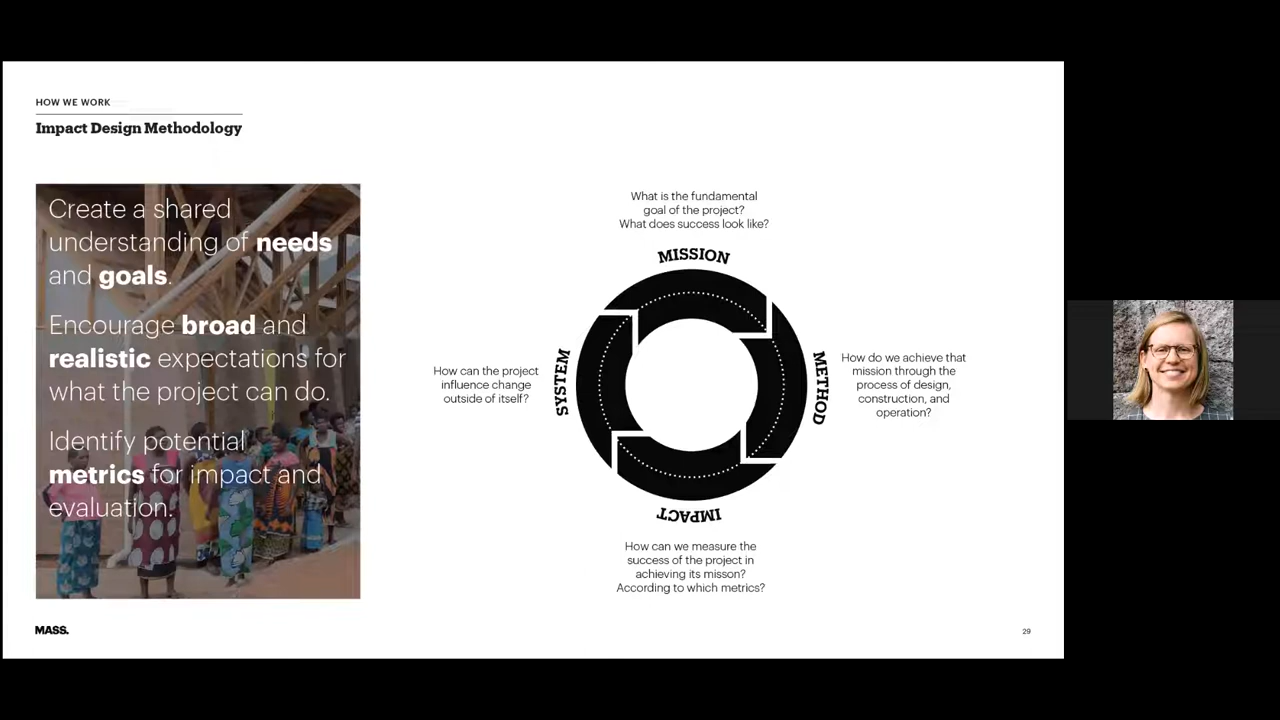 HOW WE WORK
Impact Design Methodology
Create a shared
understanding of needs
and goals.
Encourage broad and
realistic expectations for
what the project can do.
Identify potential
metrics for impact and
evaluation.
What is the fundamental
goal of the project?
What does success look like?
MISSION
METHOD
How do we achieve that
mission through the
process of design,
construction, and
operation?
IMPACT
How can we measure the
success of the project in
achieving its misson?
According to which metrics?
SYSTEM
How can the project
influence change
outside of itself?
MASS.
29